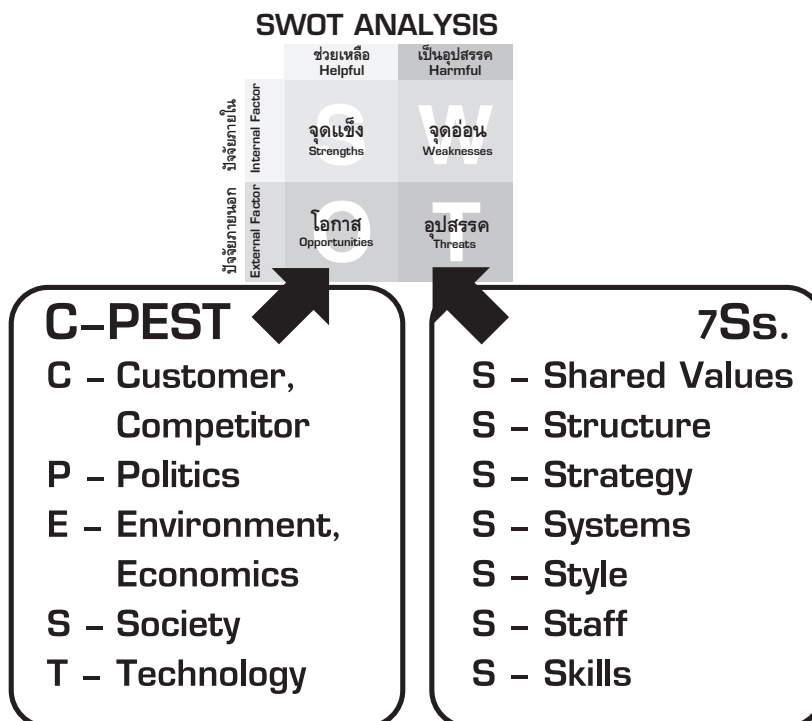 SWOT ANALYSIS
ช่วยเหลือ
Helpful
เป็นอุปสรรค
Harmful
ปัจจัยภายใน
Internal Factor
S
จุดแข็ง
Strengths
W
จุดอ่อน
Weaknesses
ปัจจัยภายนอก
External Factor
O
โอกาส
Opportunities
T
อุปสรรค
Threats
C-PEST
C – Customer,
Competitor
P – Politics
E – Environment,
Economics
S – Society
T – Technology
7Ss.
S – Shared Values
S – Structure
S – Strategy
S – Systems
S – Style
S – Staff
S – Skills